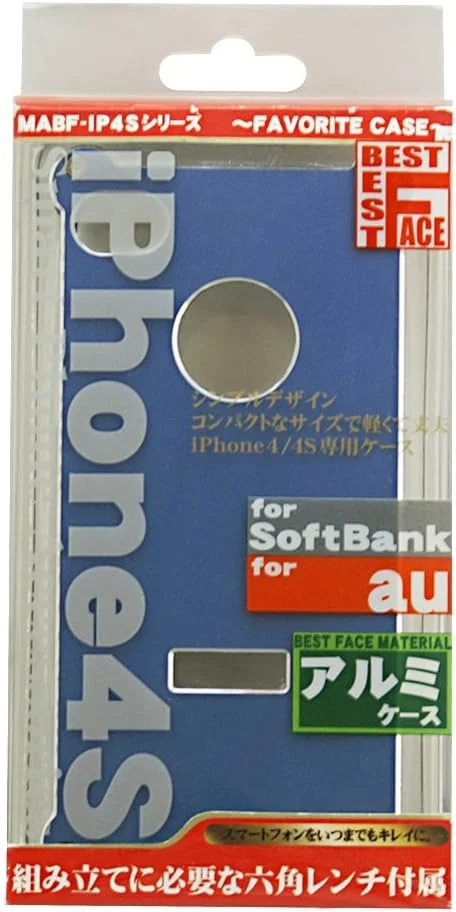 MABF-IP4Sシリーズ ～FAVORITE CASE～
BEST
BEST
FACE
iPhone4S
シンプルデザイン
コンパクトなサイズで軽くて丈夫
iPhone4/4S専用ケース
for
SoftBank
for
au
BEST FACE MATERIAL
アルミ
ケース
スマートフォンをいつまでもキレイに。
組み立てに必要な六角レンチ付属